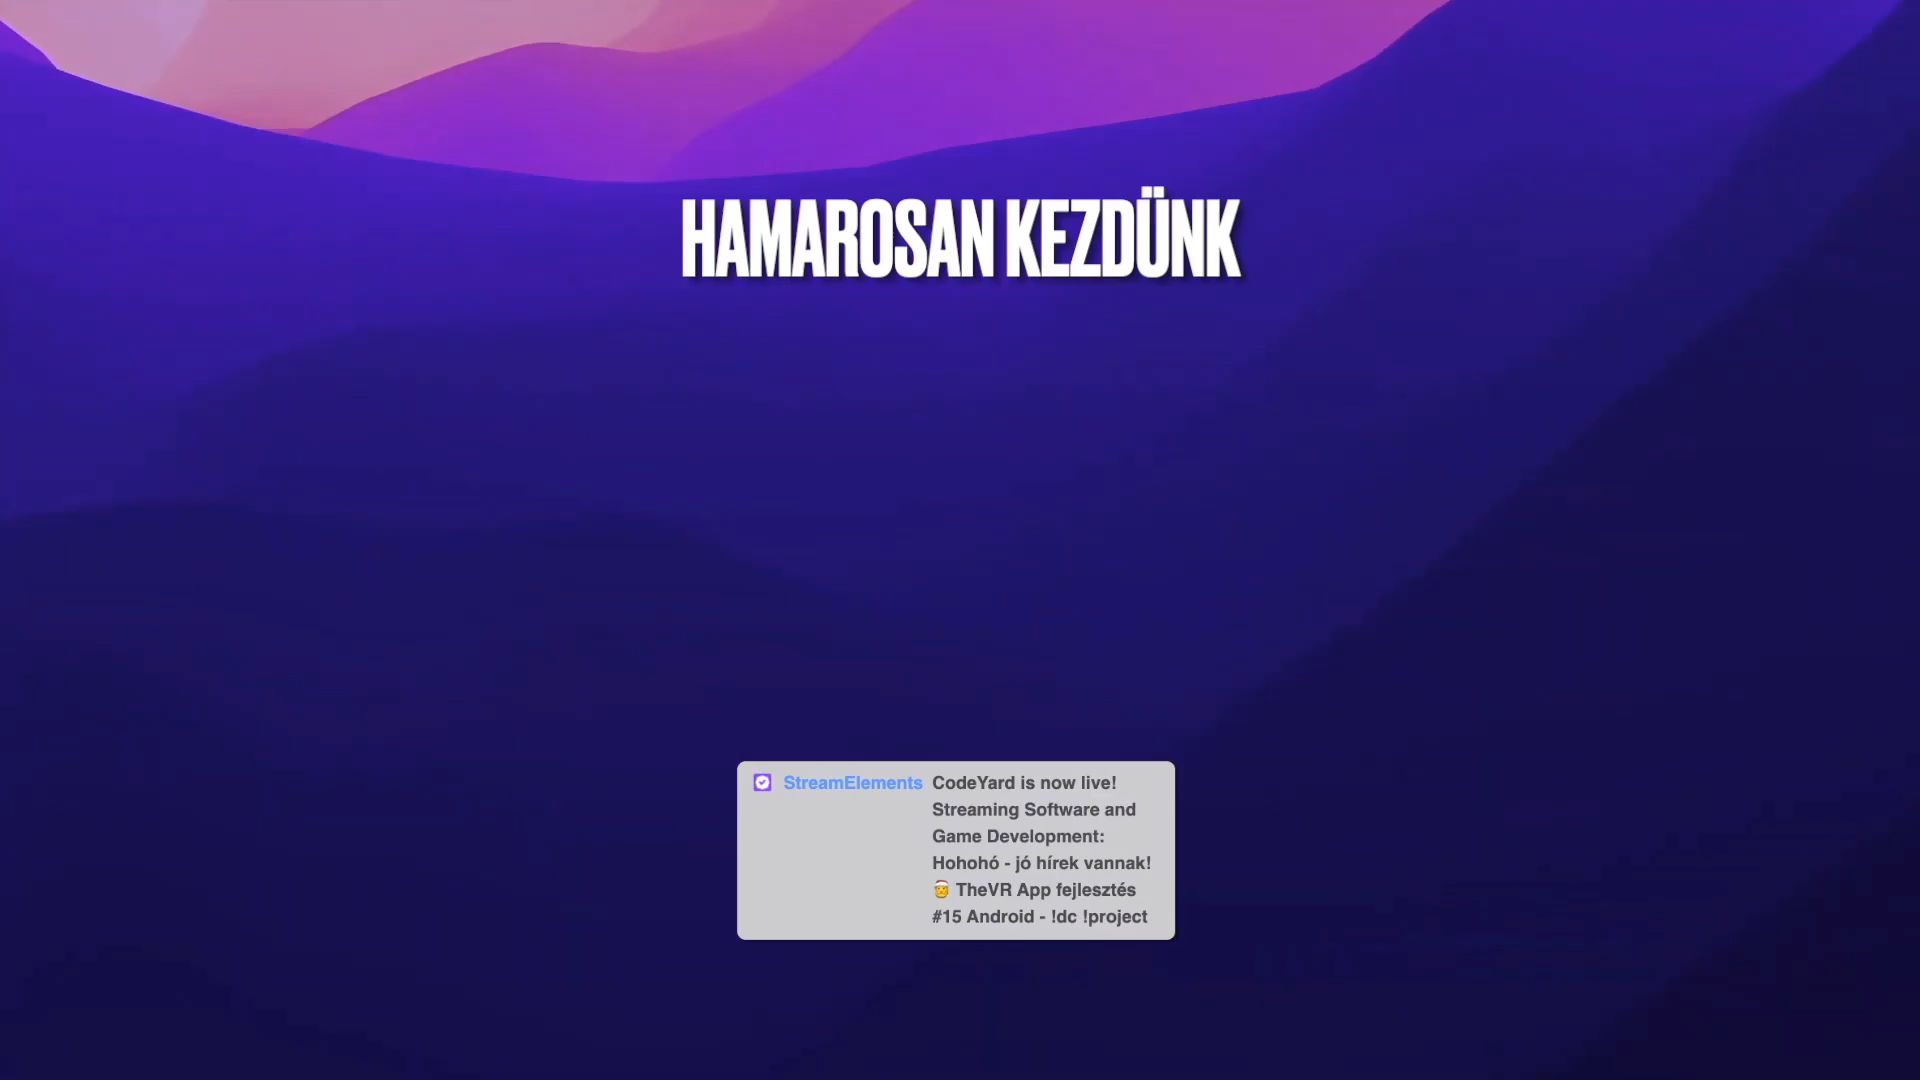 HAMAROSAN KEZDÜNK
StreamElements CodeYard is now live!
Streaming Software and
Game Development:
Hohohó - jó hírek vannak!
🎅 TheVR App fejlesztés
#15 Android - !dc !project